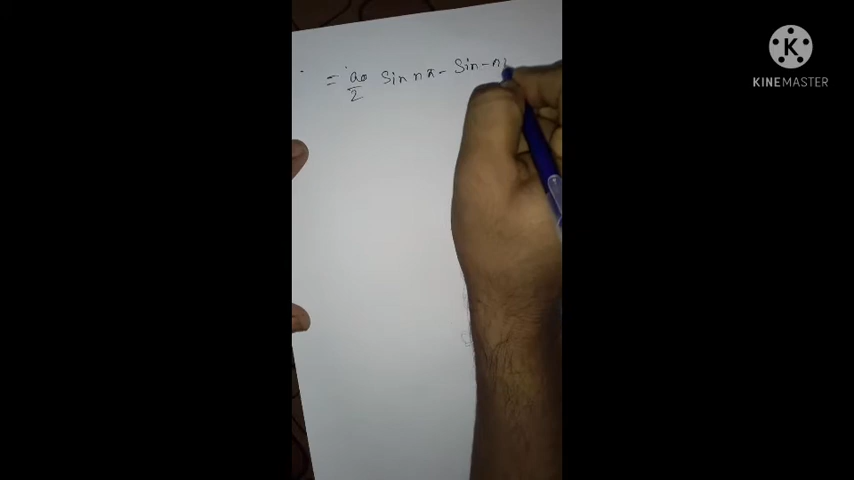 = a₀/2 Sin nπ - Sin - n
K
KINEMASTER